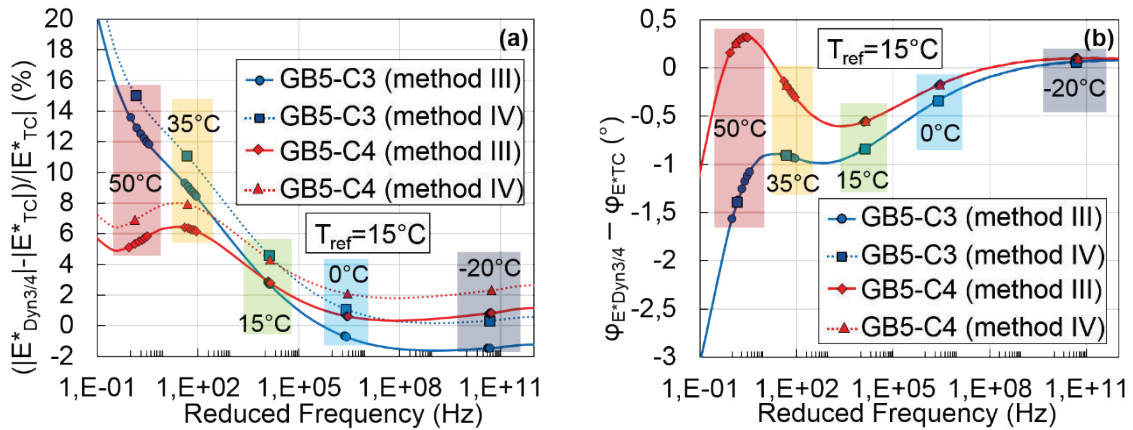 (|E*Dyn3/4|-|E*TC|)/|E*TC| (%)
20
18
16
14
12
10
8
6
4
2
0
-2
(a)
GB5-C3 (method III)
GB5-C3 (method IV)
GB5-C4 (method III)
GB5-C4 (method IV)
50°C
35°C
Tref=15°C
15°C
0°C
-20°C
1,E-01 1,E+02 1,E+05 1,E+08 1,E+11
Reduced Frequency (Hz)
φE*Dyn3/4 – φE*TC (°)
0,5
0
-0,5
-1
-1,5
-2
-2,5
-3
Tref=15°C
(b)
50°C
35°C
15°C
0°C
-20°C
GB5-C3 (method III)
GB5-C3 (method IV)
GB5-C4 (method III)
GB5-C4 (method IV)
1,E-01 1,E+02 1,E+05 1,E+08 1,E+11
Reduced Frequency (Hz)